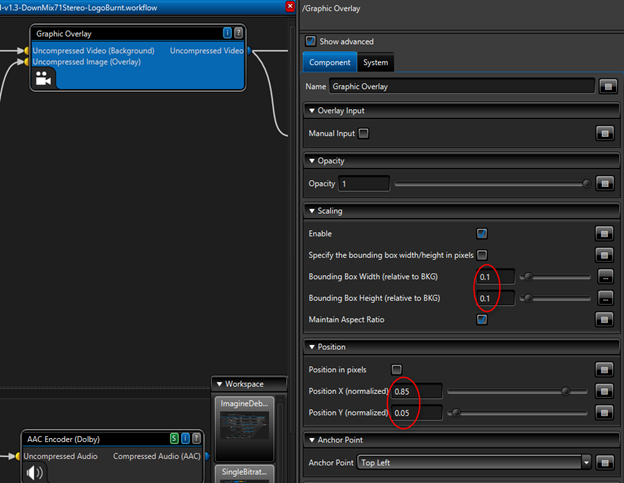 l-v1.3-DownMix71Stereo-LogoBurnt.workflow
Graphic Overlay
i ?
Uncompressed Video (Background) Uncompressed Video
Uncompressed Image (Overlay)
Workspace
ImagineDeb...
SingleBitrat...
AAC Encoder (Dolby)
S i ?
Uncompressed Audio Compressed Audio (AAC)
/Graphic Overlay
Show advanced
Component System
Name Graphic Overlay
Overlay Input
Manual Input
Opacity
Opacity 1
Scaling
Enable
Specify the bounding box width/height in pixels
Bounding Box Width (relative to BKG) 0.1 ...
Bounding Box Height (relative to BKG) 0.1 ...
Maintain Aspect Ratio
Position
Position in pixels
Position X (normalized) 0.85
Position Y (normalized) 0.05
Anchor Point
Anchor Point Top Left